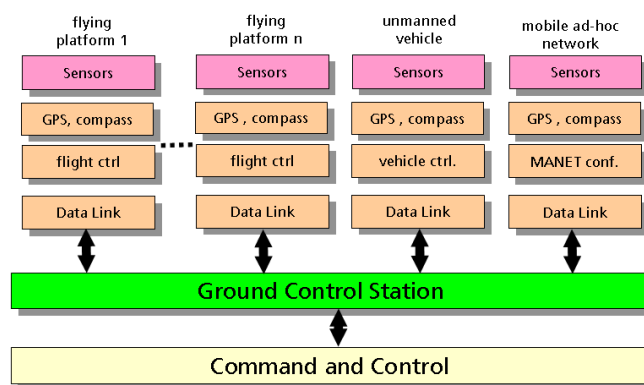 flying
platform 1
flying
platform n
unmanned
vehicle
mobile ad-hoc
network
Sensors
Sensors
Sensors
Sensors
GPS, compass
GPS , compass
GPS , compass
GPS , compass
flight ctrl
flight ctrl
vehicle ctrl.
MANET conf.
Data Link
Data Link
Data Link
Data Link
Ground Control Station
Command and Control